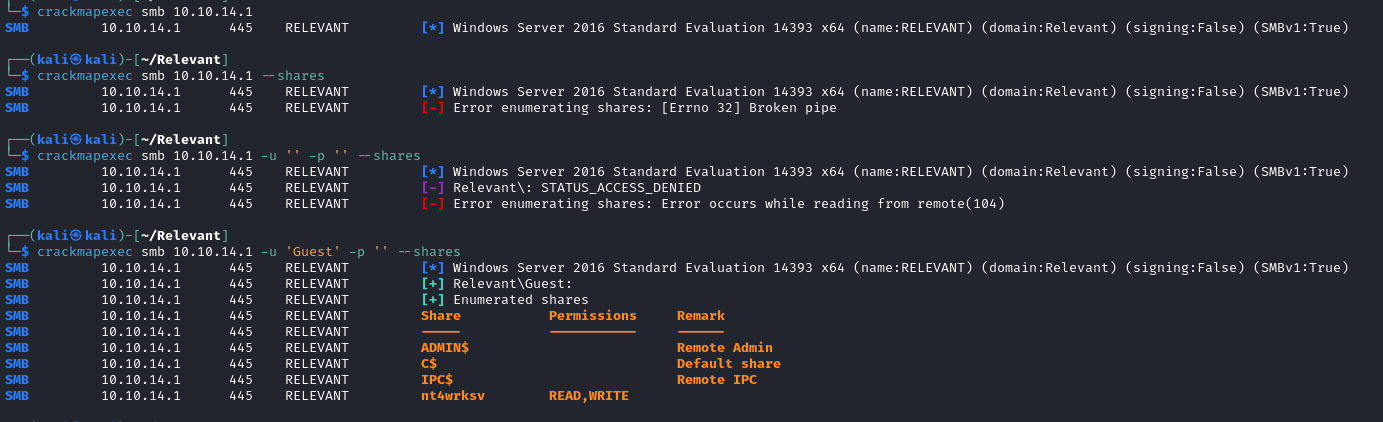 └─$ crackmapexec smb 10.10.14.1
SMB 10.10.14.1 445 RELEVANT [*] Windows Server 2016 Standard Evaluation 14393 x64 (name:RELEVANT) (domain:Relevant) (signing:False) (SMBv1:True)
┌──(kali㉿kali)-[~/Relevant]
└─$ crackmapexec smb 10.10.14.1 --shares
SMB 10.10.14.1 445 RELEVANT [*] Windows Server 2016 Standard Evaluation 14393 x64 (name:RELEVANT) (domain:Relevant) (signing:False) (SMBv1:True)
SMB 10.10.14.1 445 RELEVANT [-] Error enumerating shares: [Errno 32] Broken pipe
┌──(kali㉿kali)-[~/Relevant]
└─$ crackmapexec smb 10.10.14.1 -u '' -p '' --shares
SMB 10.10.14.1 445 RELEVANT [*] Windows Server 2016 Standard Evaluation 14393 x64 (name:RELEVANT) (domain:Relevant) (signing:False) (SMBv1:True)
SMB 10.10.14.1 445 RELEVANT [-] Relevant\: STATUS_ACCESS_DENIED
SMB 10.10.14.1 445 RELEVANT [-] Error enumerating shares: Error occurs while reading from remote(104)
┌──(kali㉿kali)-[~/Relevant]
└─$ crackmapexec smb 10.10.14.1 -u 'Guest' -p '' --shares
SMB 10.10.14.1 445 RELEVANT [*] Windows Server 2016 Standard Evaluation 14393 x64 (name:RELEVANT) (domain:Relevant) (signing:False) (SMBv1:True)
SMB 10.10.14.1 445 RELEVANT [+] Relevant\Guest:
SMB 10.10.14.1 445 RELEVANT [+] Enumerated shares
SMB 10.10.14.1 445 RELEVANT Share Permissions Remark
SMB 10.10.14.1 445 RELEVANT ----- ----------- ------
SMB 10.10.14.1 445 RELEVANT ADMIN$ Remote Admin
SMB 10.10.14.1 445 RELEVANT C$ Default share
SMB 10.10.14.1 445 RELEVANT IPC$ Remote IPC
SMB 10.10.14.1 445 RELEVANT nt4wrksv READ,WRITE